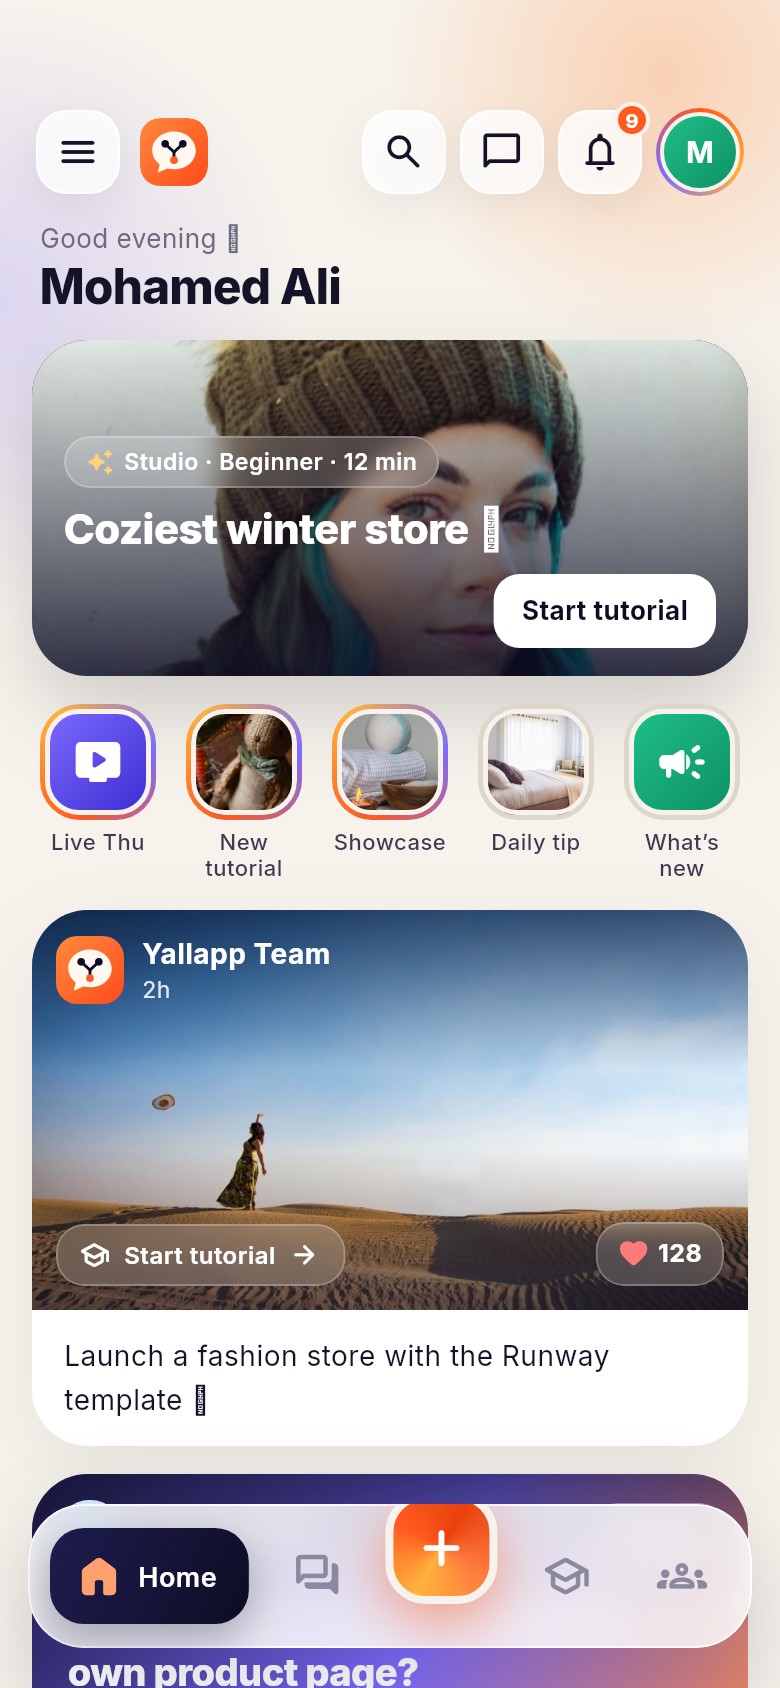 9
M
Good evening
Mohamed Ali
Studio · Beginner · 12 min
Coziest winter store
Start tutorial
Live Thu
New
tutorial
Showcase
Daily tip
What’s
new
Yallapp Team
2h
Start tutorial
128
Launch a fashion store with the Runway
template
Home
own product page?